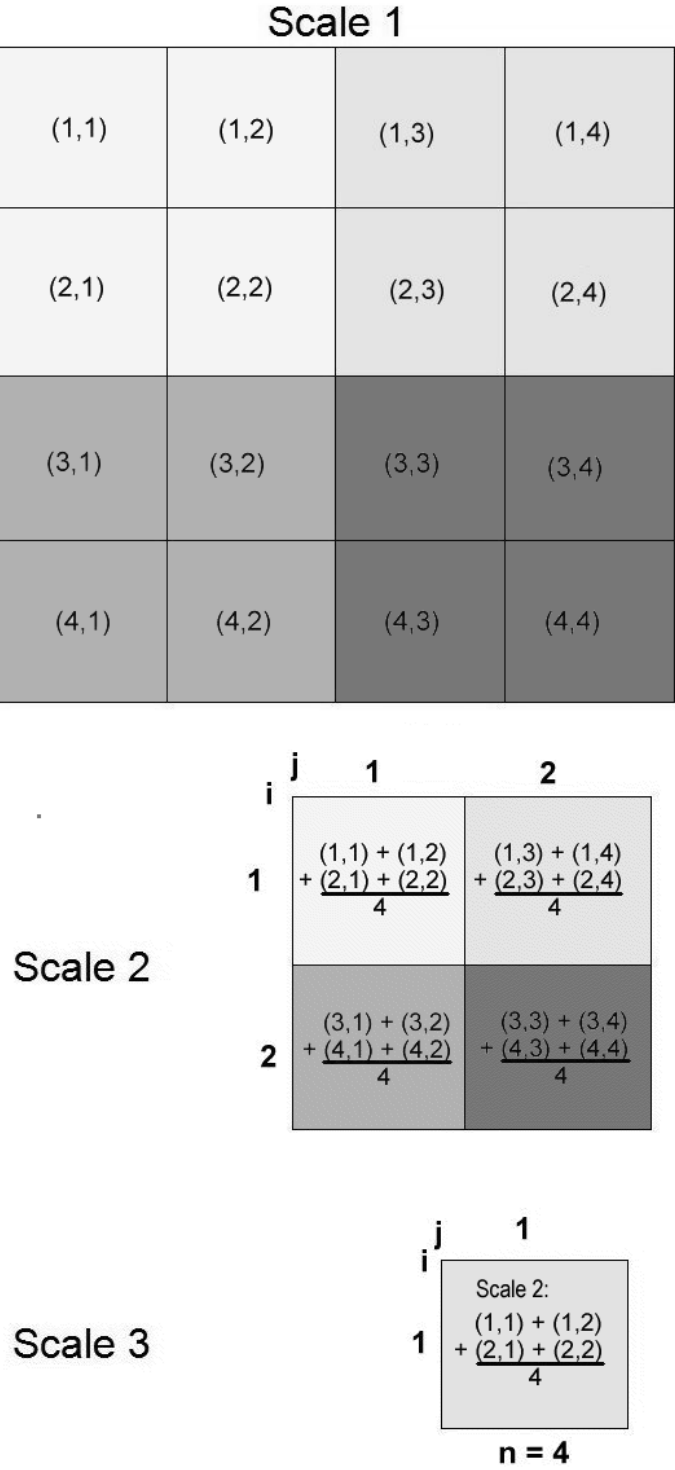 Scale 1
(1,1) (1,2) (1,3) (1,4)
(2,1) (2,2) (2,3) (2,4)
(3,1) (3,2) (3,3) (3,4)
(4,1) (4,2) (4,3) (4,4)
j 1 2
i
1 (1,1) + (1,2) (1,3) + (1,4)
+ (2,1) + (2,2) + (2,3) + (2,4)
4 4
Scale 2
2 (3,1) + (3,2) (3,3) + (3,4)
+ (4,1) + (4,2) + (4,3) + (4,4)
4 4
j 1
i
Scale 2:
Scale 3 1 (1,1) + (1,2)
+ (2,1) + (2,2)
4
n = 4